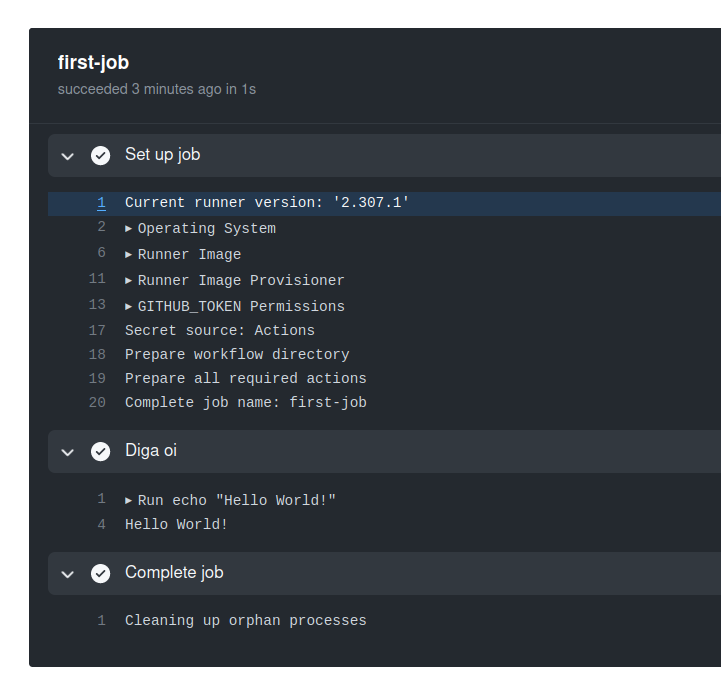 first-job
succeeded 3 minutes ago in 1s
Set up job
1 Current runner version: '2.307.1'
2 ▸ Operating System
6 ▸ Runner Image
11 ▸ Runner Image Provisioner
13 ▸ GITHUB_TOKEN Permissions
17 Secret source: Actions
18 Prepare workflow directory
19 Prepare all required actions
20 Complete job name: first-job
Diga oi
1 ▸ Run echo "Hello World!"
4 Hello World!
Complete job
1 Cleaning up orphan processes